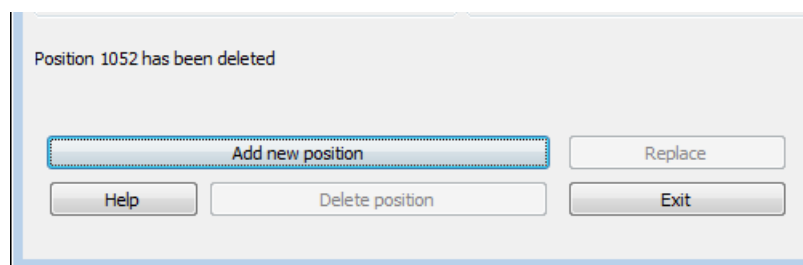 Position 1052 has been deleted
Add new position Replace
Help Delete position Exit